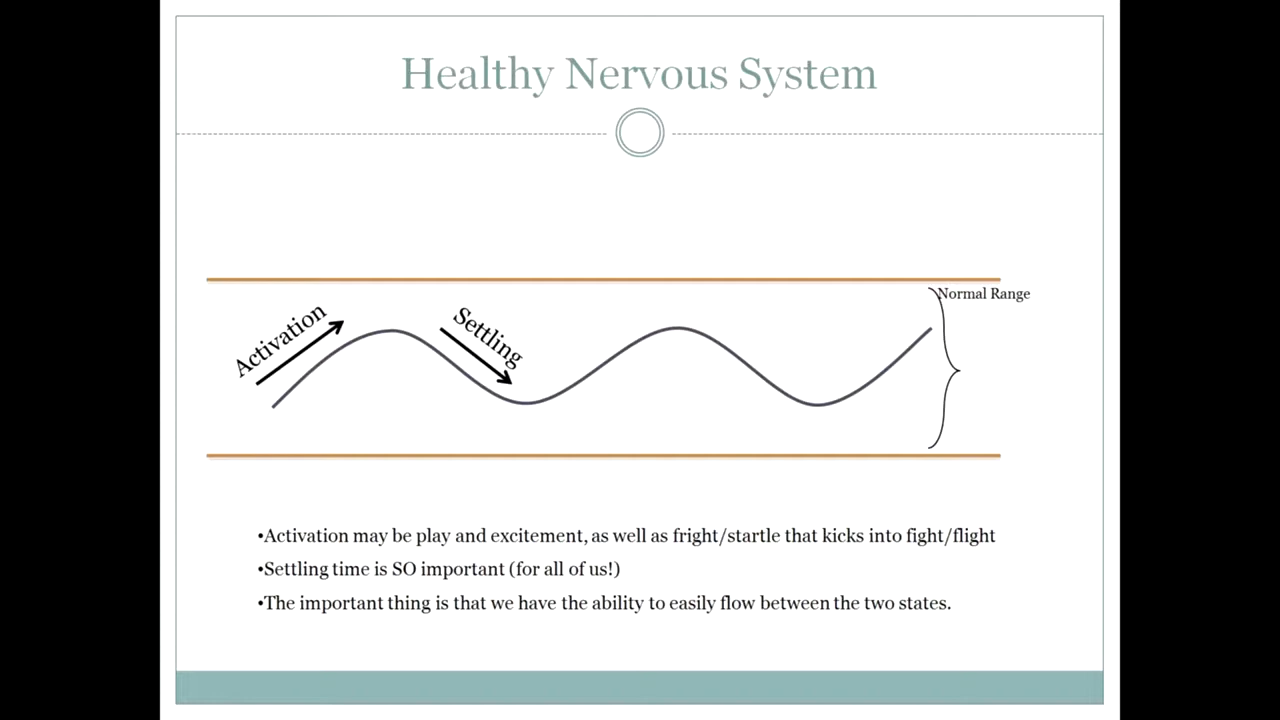 Healthy Nervous System
Normal Range
Activation
Settling
•Activation may be play and excitement, as well as fright/startle that kicks into fight/flight
•Settling time is SO important (for all of us!)
•The important thing is that we have the ability to easily flow between the two states.